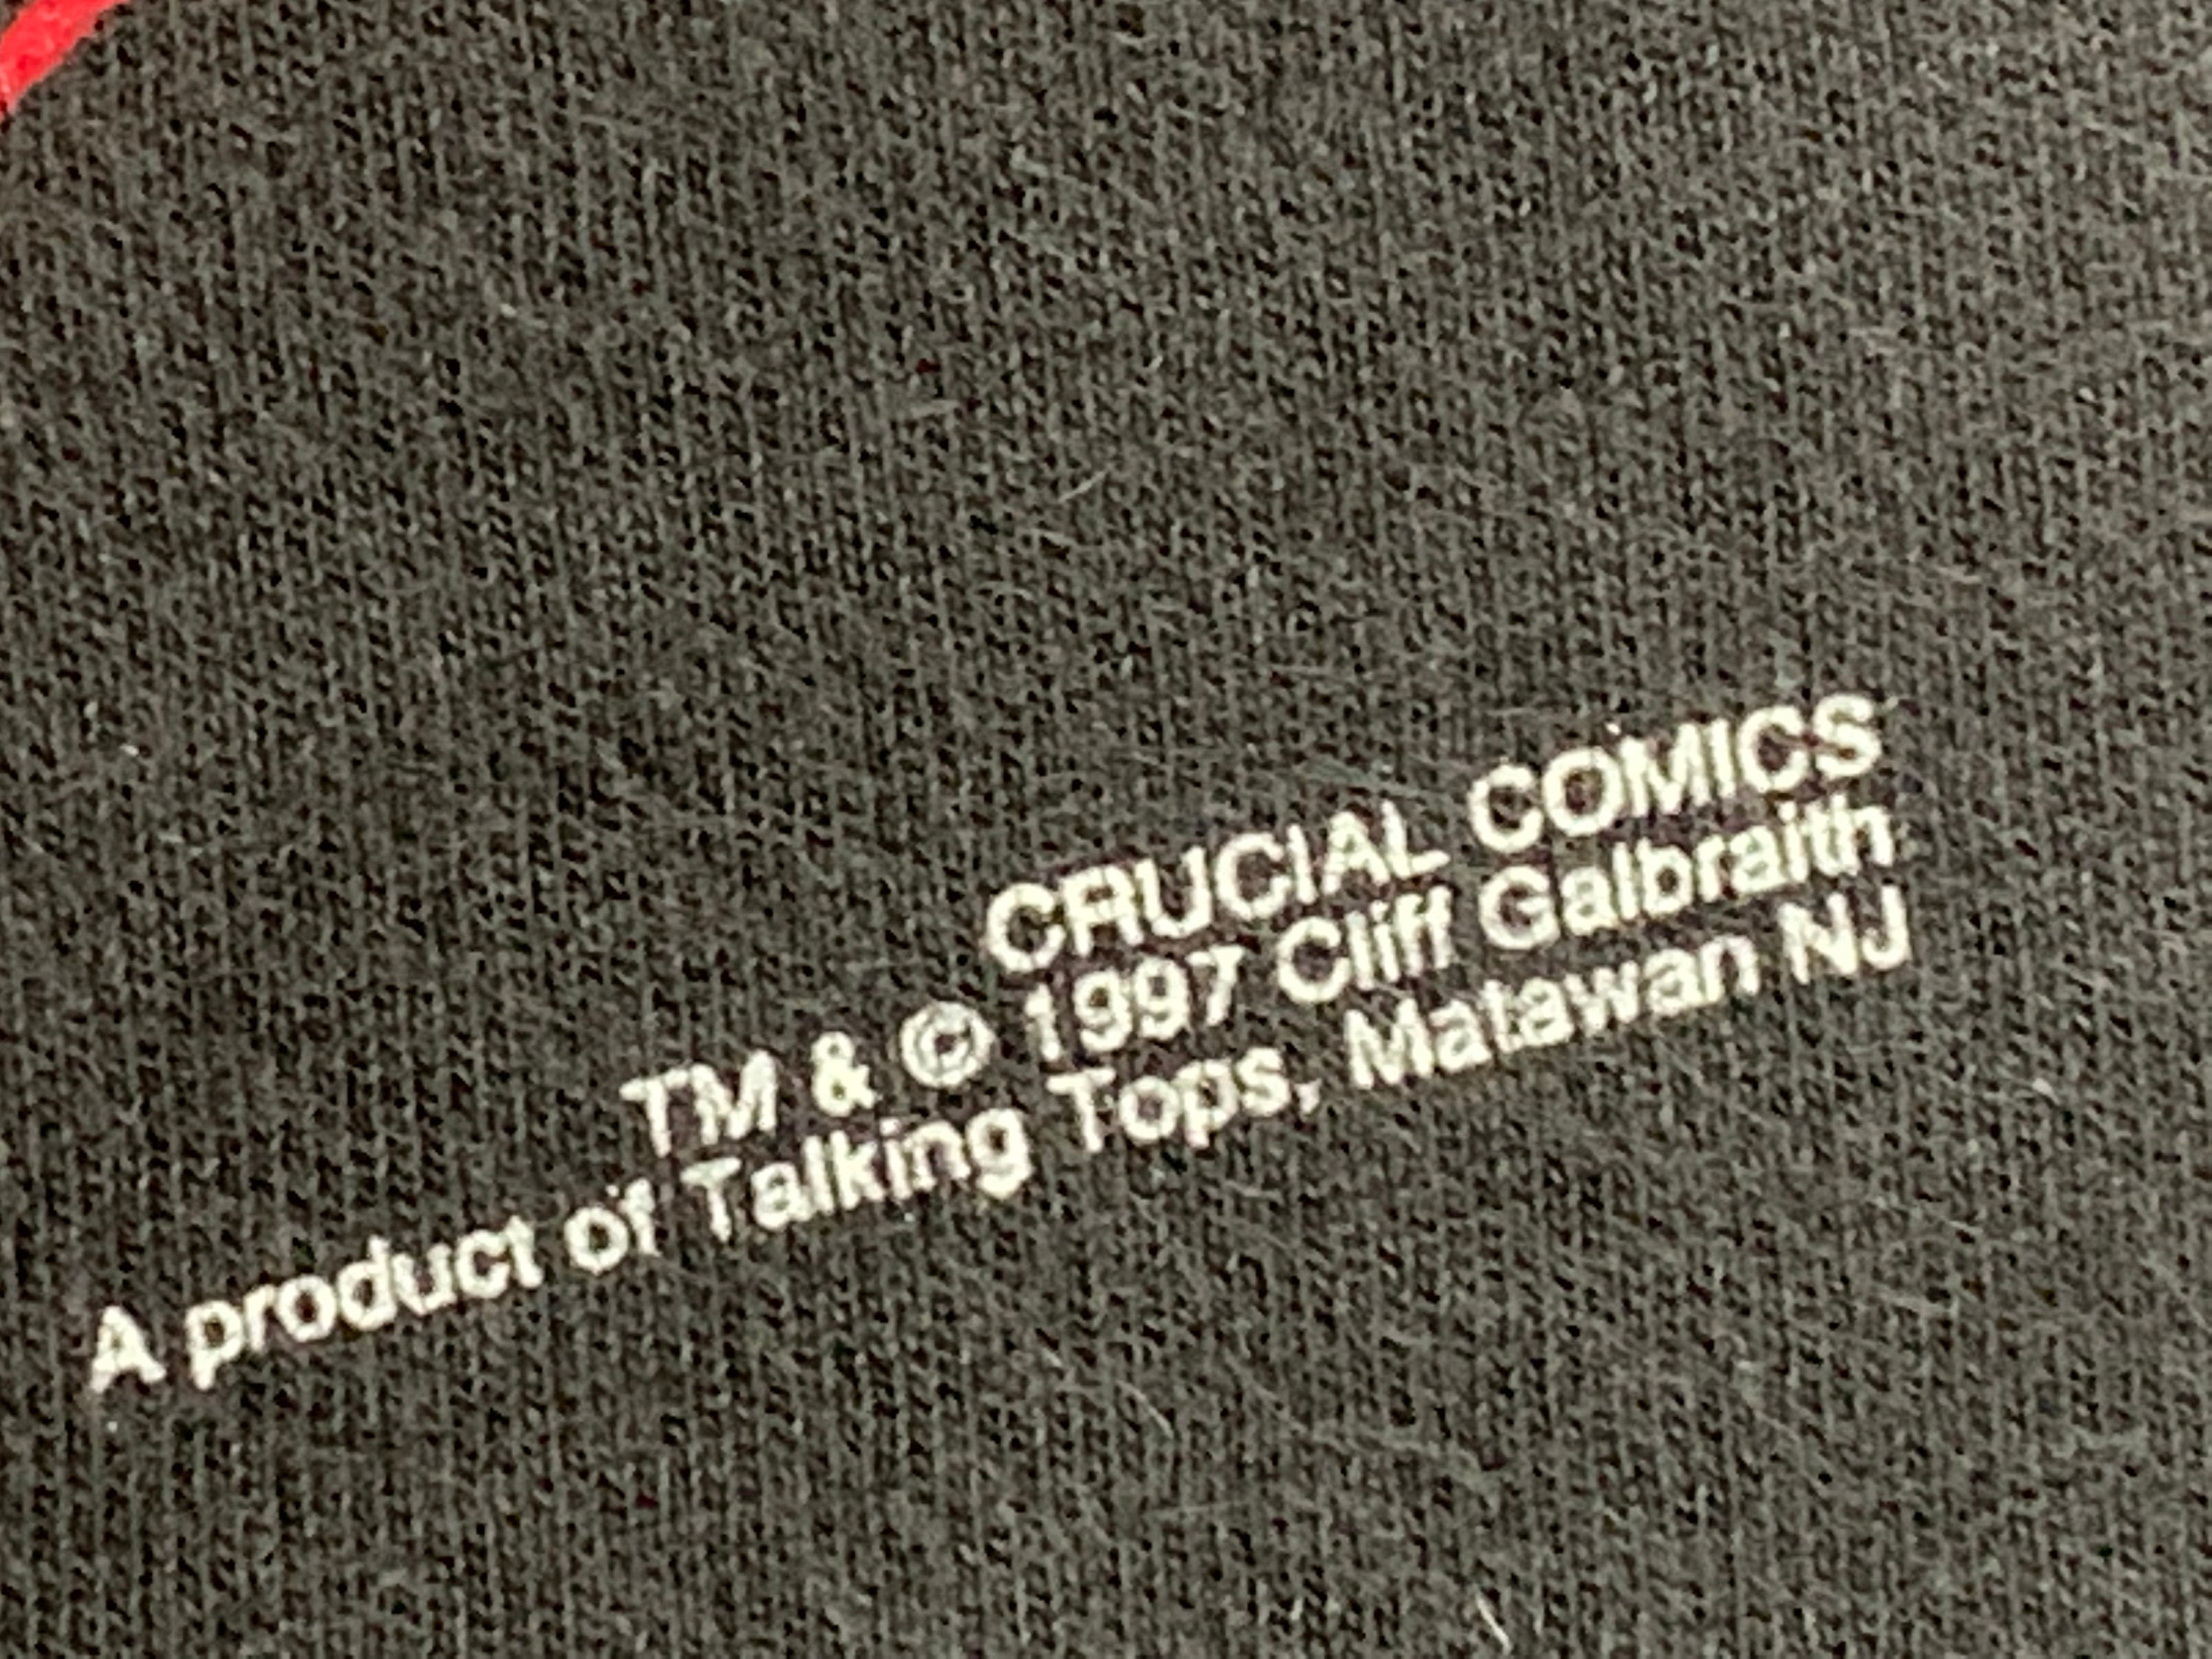 CRUCIAL COMICS
TM & © 1997 Cliff Galbraith
A product of Talking Tops, Matawan NJ